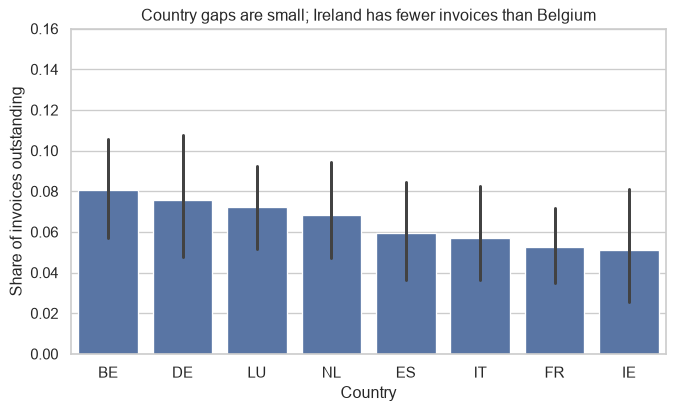 Country gaps are small; Ireland has fewer invoices than Belgium
0.16
0.14
0.12
0.10
0.08
0.06
0.04
0.02
0.00
Share of invoices outstanding
BE DE LU NL ES IT FR IE
Country